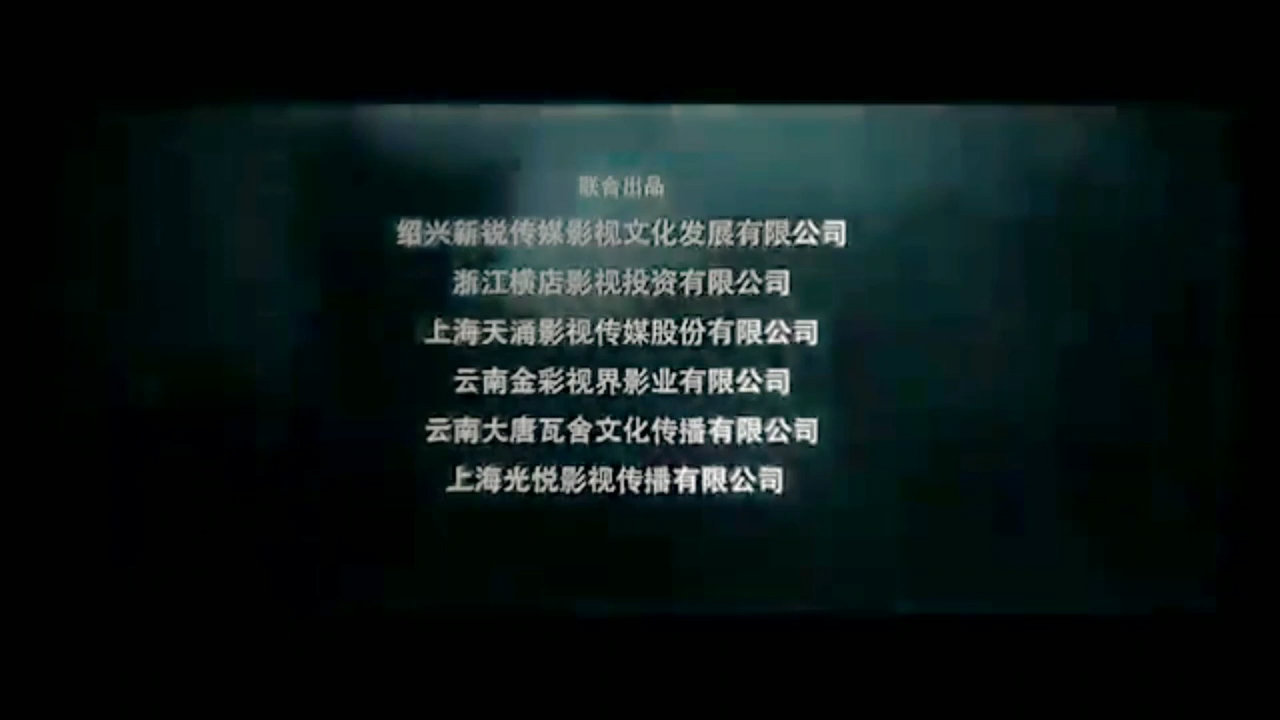 联合出品
绍兴新锐传媒影视文化发展有限公司
浙江横店影视投资有限公司
上海天涌影视传媒股份有限公司
云南金彩视界影业有限公司
云南大唐瓦舍文化传播有限公司
上海光悦影视传播有限公司